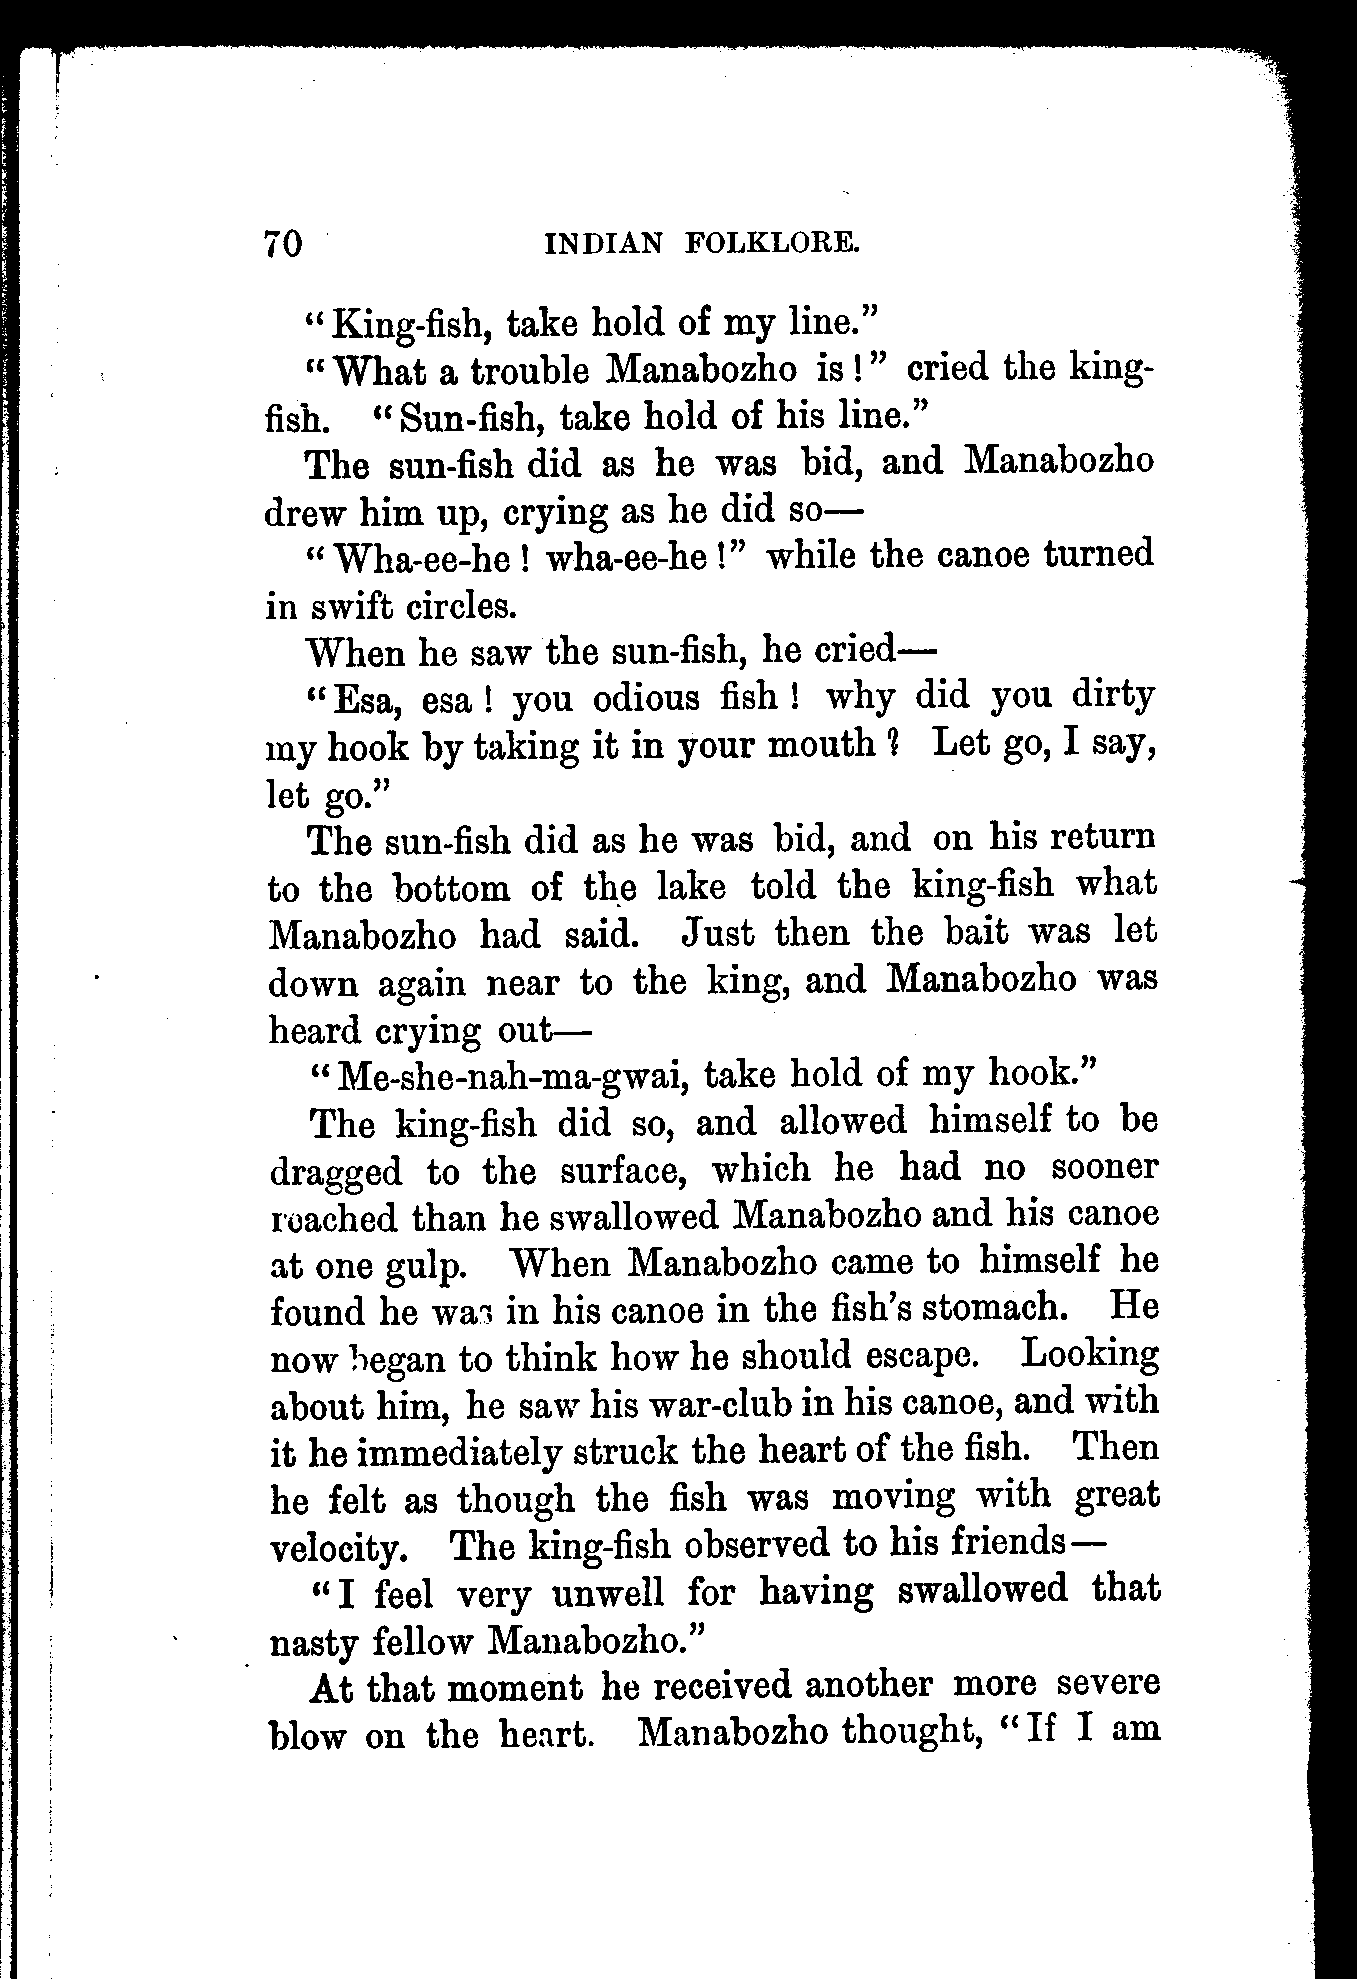 70 INDIAN FOLKLORE.
“King-fish, take hold of my line.”
“What a trouble Manabozho is!” cried the king-
fish. “Sun-fish, take hold of his line.”
The sun-fish did as he was bid, and Manabozho
drew him up, crying as he did so—
“Wha-ee-he! wha-ee-he!” while the canoe turned
in swift circles.
When he saw the sun-fish, he cried—
“Esa, esa! you odious fish! why did you dirty
my hook by taking it in your mouth? Let go, I say,
let go.”
The sun-fish did as he was bid, and on his return
to the bottom of the lake told the king-fish what
Manabozho had said. Just then the bait was let
down again near to the king, and Manabozho was
heard crying out—
“Me-she-nah-ma-gwai, take hold of my hook.”
The king-fish did so, and allowed himself to be
dragged to the surface, which he had no sooner
reached than he swallowed Manabozho and his canoe
at one gulp. When Manabozho came to himself he
found he was in his canoe in the fish’s stomach. He
now began to think how he should escape. Looking
about him, he saw his war-club in his canoe, and with
it he immediately struck the heart of the fish. Then
he felt as though the fish was moving with great
velocity. The king-fish observed to his friends—
“I feel very unwell for having swallowed that
nasty fellow Manabozho.”
At that moment he received another more severe
blow on the heart. Manabozho thought, “If I am